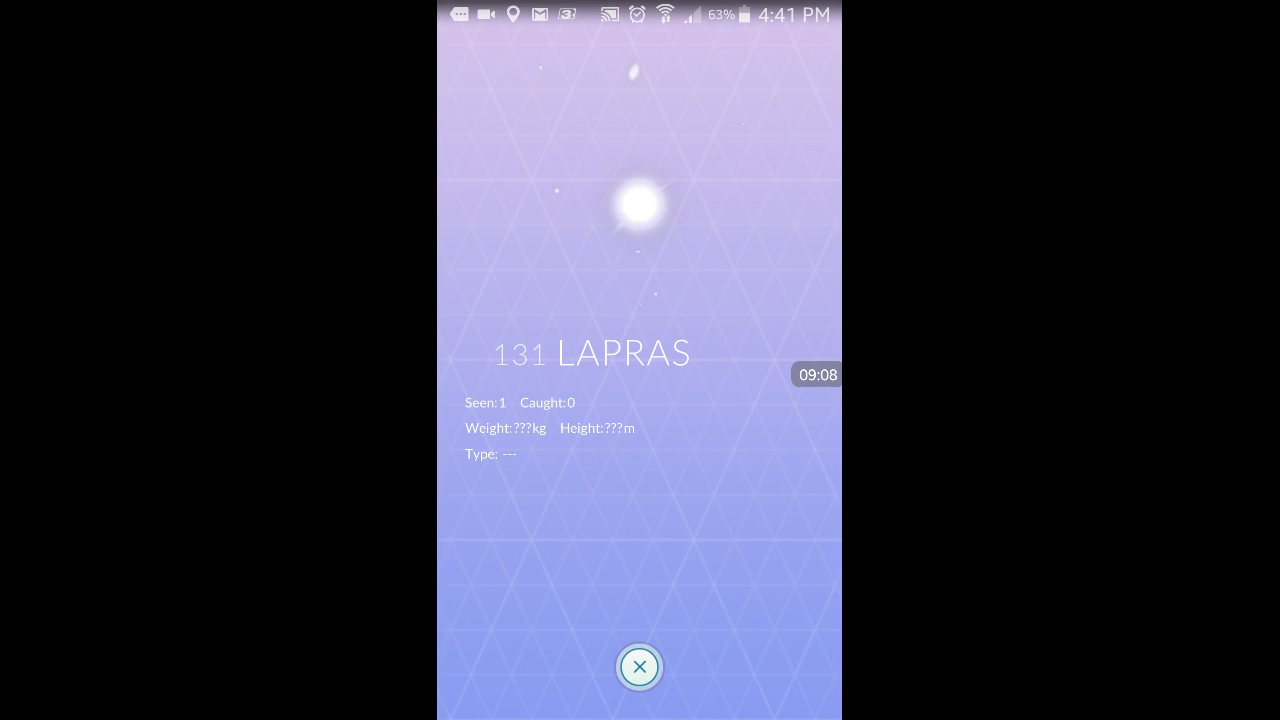 63% 4:41 PM
131 LAPRAS
09:08
Seen:1 Caught:0
Weight:???kg Height:???m
Type: ---